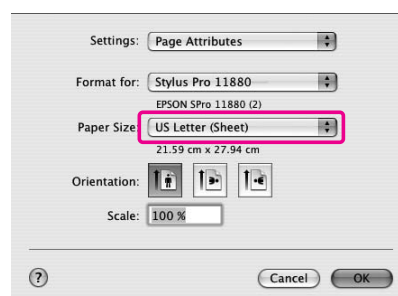 Settings: Page Attributes
Format for: Stylus Pro 11880
EPSON SPro 11880 (2)
Paper Size: US Letter (Sheet)
21.59 cm x 27.94 cm
Orientation:
Scale: 100 %
? Cancel OK